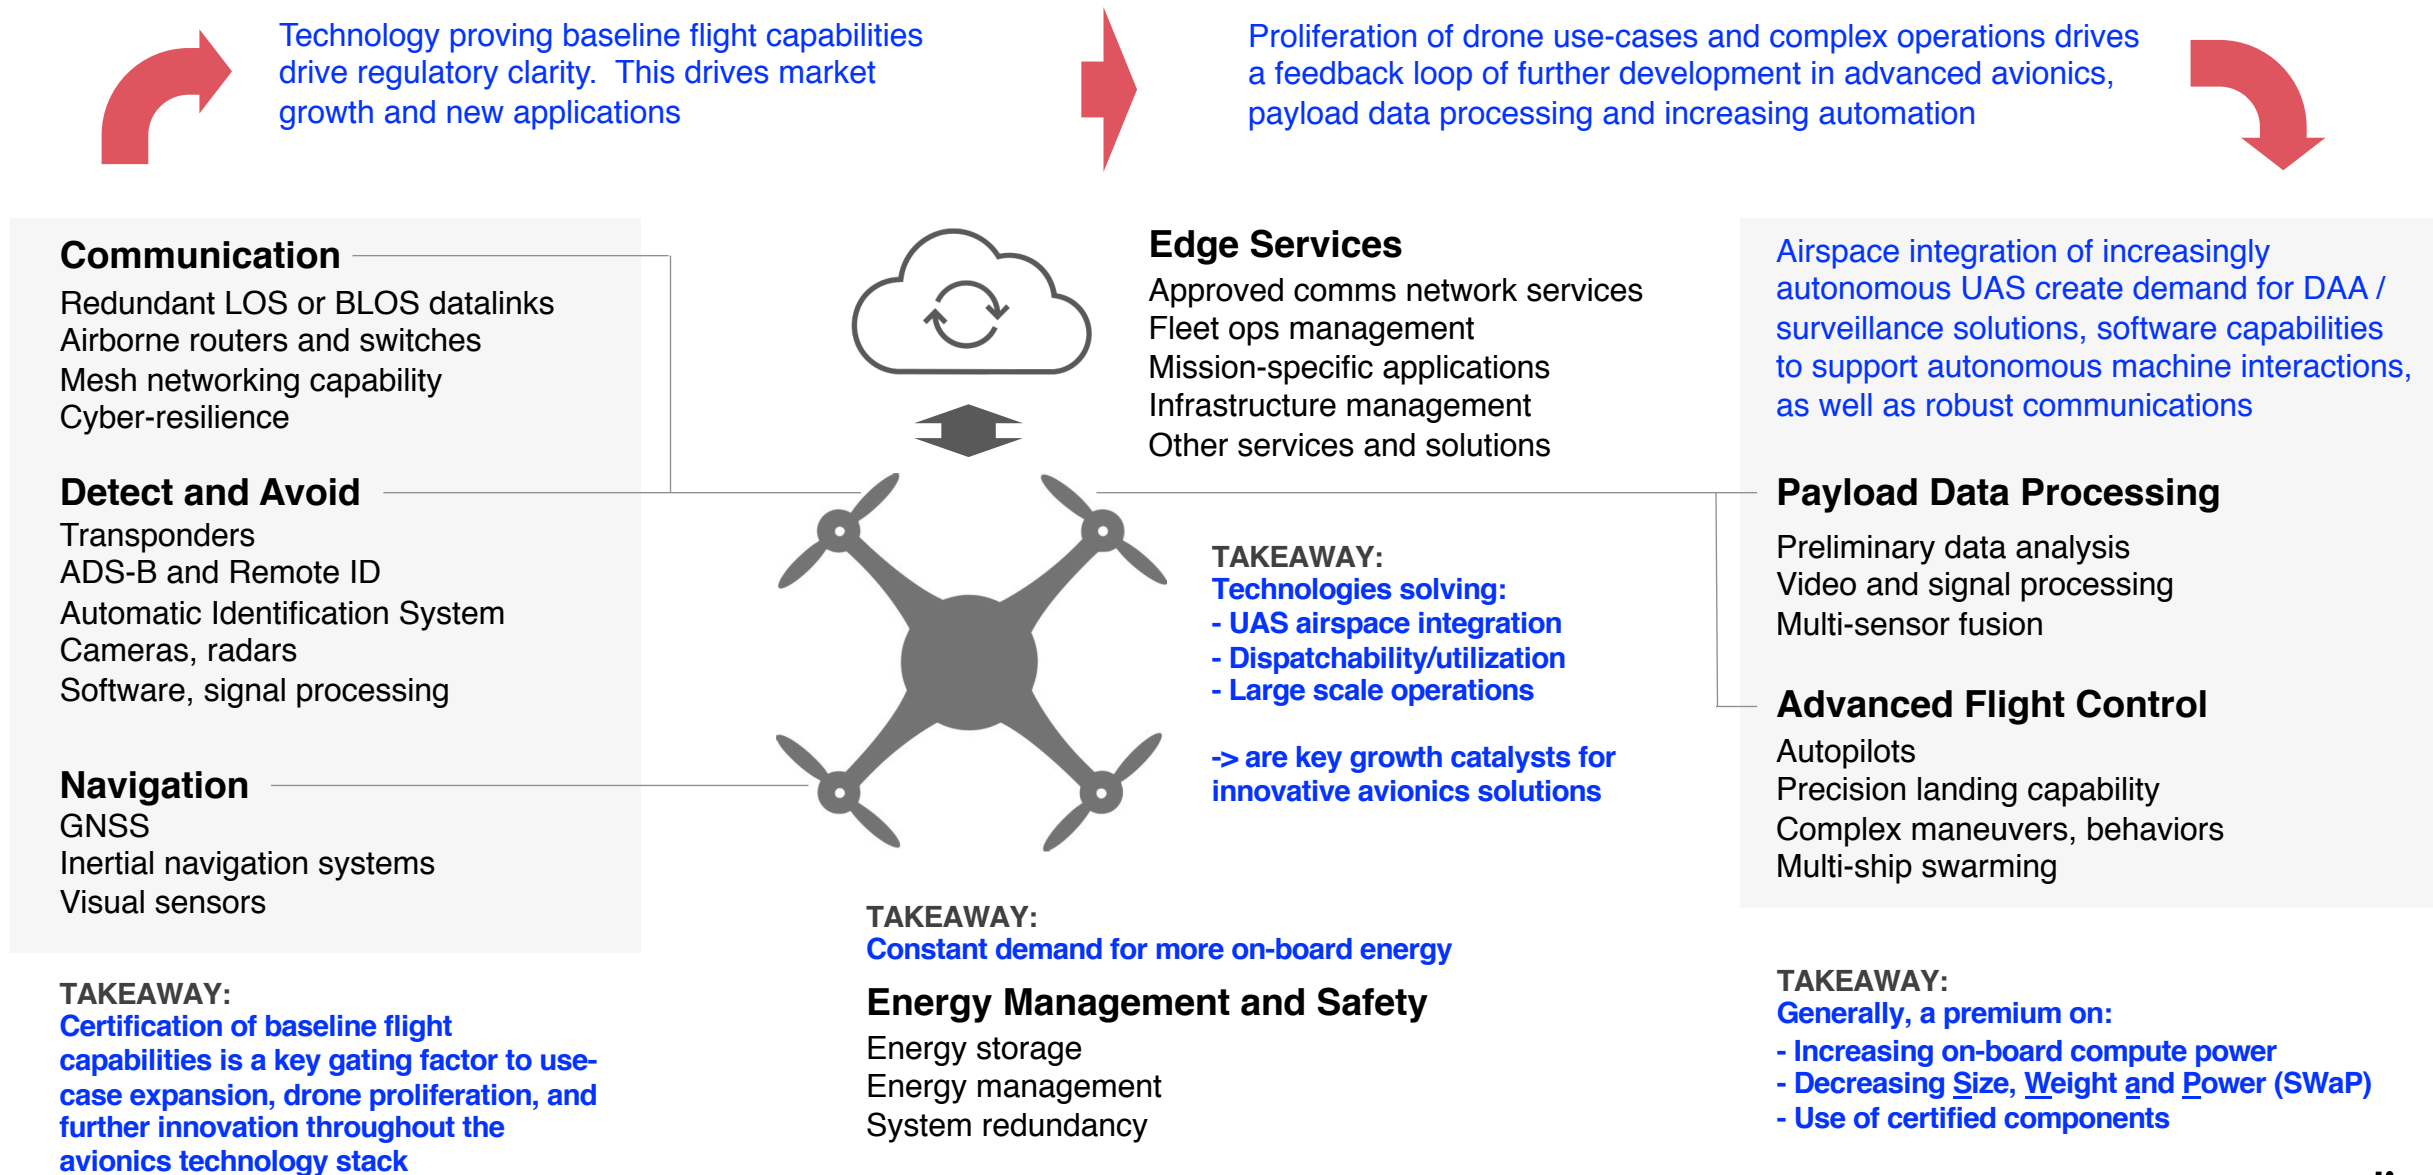 Technology proving baseline flight capabilities
drive regulatory clarity.  This drives market
growth and new applications
Proliferation of drone use-cases and complex operations drives
a feedback loop of further development in advanced avionics,
payload data processing and increasing automation
Communication
Redundant LOS or BLOS datalinks
Airborne routers and switches
Mesh networking capability
Cyber-resilience
Detect and Avoid
Transponders
ADS-B and Remote ID
Automatic Identification System
Cameras, radars
Software, signal processing
Navigation
GNSS
Inertial navigation systems
Visual sensors
TAKEAWAY:
Certification of baseline flight
capabilities is a key gating factor to use-
case expansion, drone proliferation, and
further innovation throughout the
avionics technology stack
Edge Services
Approved comms network services
Fleet ops management
Mission-specific applications
Infrastructure management
Other services and solutions
TAKEAWAY:
Technologies solving:
- UAS airspace integration
- Dispatchability/utilization
- Large scale operations
-> are key growth catalysts for
innovative avionics solutions
TAKEAWAY:
Constant demand for more on-board energy
Energy Management and Safety
Energy storage
Energy management
System redundancy
Airspace integration of increasingly
autonomous UAS create demand for DAA /
surveillance solutions, software capabilities
to support autonomous machine interactions,
as well as robust communications
Payload Data Processing
Preliminary data analysis
Video and signal processing
Multi-sensor fusion
Advanced Flight Control
Autopilots
Precision landing capability
Complex maneuvers, behaviors
Multi-ship swarming
TAKEAWAY:
Generally, a premium on:
- Increasing on-board compute power
- Decreasing Size, Weight and Power (SWaP)
- Use of certified components